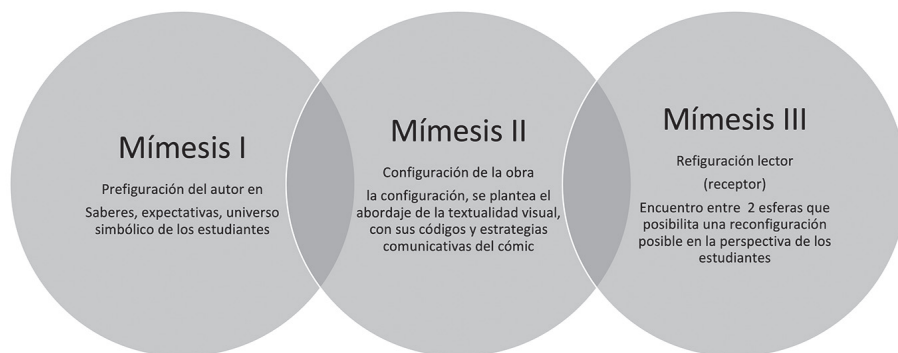 Mímesis I
Prefiguración del autor en
Saberes, expectativas, universo
simbólico de los estudiantes
Mímesis II
Configuración de la obra
la configuración, se plantea el
abordaje de la textualidad visual,
con sus códigos y estrategias
comunicativas del cómic
Mímesis III
Refiguración lector
(receptor)
Encuentro entre 2 esferas que
posibilita una reconfiguración
posible en la perspectiva de los
estudiantes